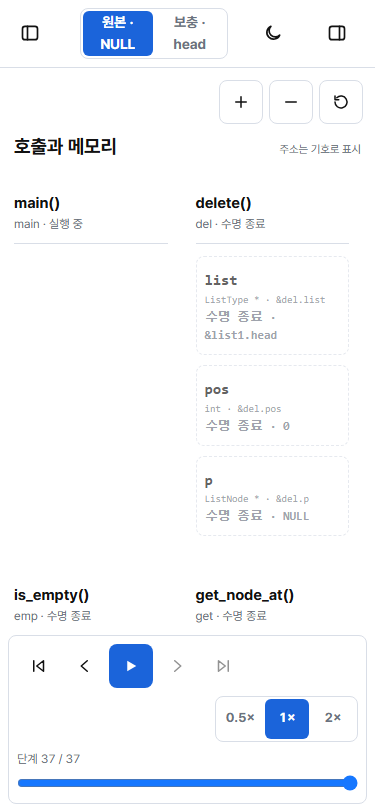 원본 · 보충 ·
NULL head
호출과 메모리 주소는 기호로 표시
main() delete()
main · 실행 중 del · 수명 종료
list
ListType * · &del.list
수명 종료 ·
&list1.head
pos
int · &del.pos
수명 종료 · 0
p
ListNode * · &del.p
수명 종료 · NULL
is_empty() get_node_at()
emp · 수명 종료 get · 수명 종료
0.5× 1× 2×
단계 37 / 37